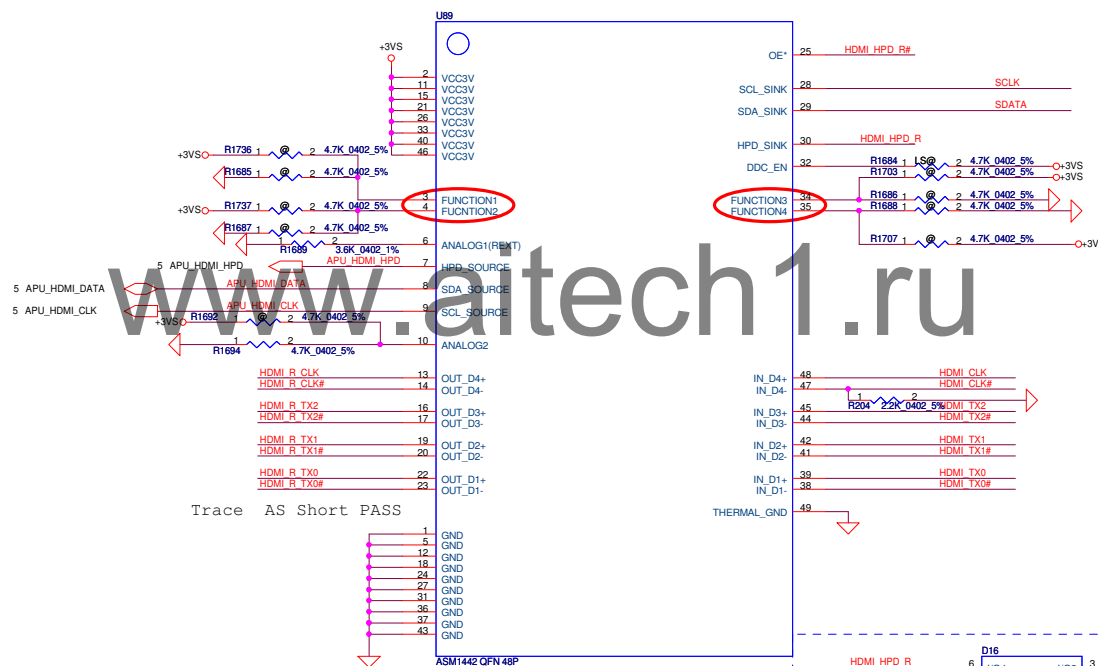 U89
+3VS
2 VCC3V
11 VCC3V
15 VCC3V
21 VCC3V
26 VCC3V
33 VCC3V
40 VCC3V
46 VCC3V
OE* 25 HDMI_HPD_R#
SCL_SINK 28 SCLK
SDA_SINK 29 SDATA
HPD_SINK 30 HDMI_HPD_R
DDC_EN 32 R1684 1 LS@ 2 4.7K_0402_5% +3VS
R1703 1 @ 2 4.7K_0402_5% +3VS
+3VS R1736 1 @ 2 4.7K_0402_5%
R1685 1 @ 2 4.7K_0402_5%
3 FUNCTION1
4 FUCNTION2
FUNCTION3 34 R1686 1 @ 2 4.7K_0402_5%
FUNCTION4 35 R1688 1 @ 2 4.7K_0402_5%
+3VS R1737 1 @ 2 4.7K_0402_5%
R1687 1 @ 2 4.7K_0402_5%
R1707 1 @ 2 4.7K_0402_5% +3V
R1689 1 2 3.6K_0402_1% 6 ANALOG1(REXT)
5 APU_HDMI_HPD APU_HDMI_HPD 7 HPD_SOURCE
5 APU_HDMI_DATA APU_HDMI_DATA 8 SDA_SOURCE
5 APU_HDMI_CLK APU_HDMI_CLK 9 SCL_SOURCE
www.aitech1.ru
+3VS R1692 1 @ 2 4.7K_0402_5%
R1694 1 2 4.7K_0402_5% 10 ANALOG2
HDMI_R_CLK 13 OUT_D4+
HDMI_R_CLK# 14 OUT_D4-
HDMI_R_TX2 16 OUT_D3+
HDMI_R_TX2# 17 OUT_D3-
HDMI_R_TX1 19 OUT_D2+
HDMI_R_TX1# 20 OUT_D2-
HDMI_R_TX0 22 OUT_D1+
HDMI_R_TX0# 23 OUT_D1-
IN_D4+ 48 HDMI_CLK
IN_D4- 47 HDMI_CLK#
R204 1 2 2.2K_0402_5%
IN_D3+ 45 HDMI_TX2
IN_D3- 44 HDMI_TX2#
IN_D2+ 42 HDMI_TX1
IN_D2- 41 HDMI_TX1#
IN_D1+ 39 HDMI_TX0
IN_D1- 38 HDMI_TX0#
Trace AS Short PASS
THERMAL_GND 49
1 GND
5 GND
12 GND
18 GND
24 GND
27 GND
31 GND
36 GND
37 GND
43 GND
ASM1442 QFN 48P
HDMI_HPD_R 6
D16
3